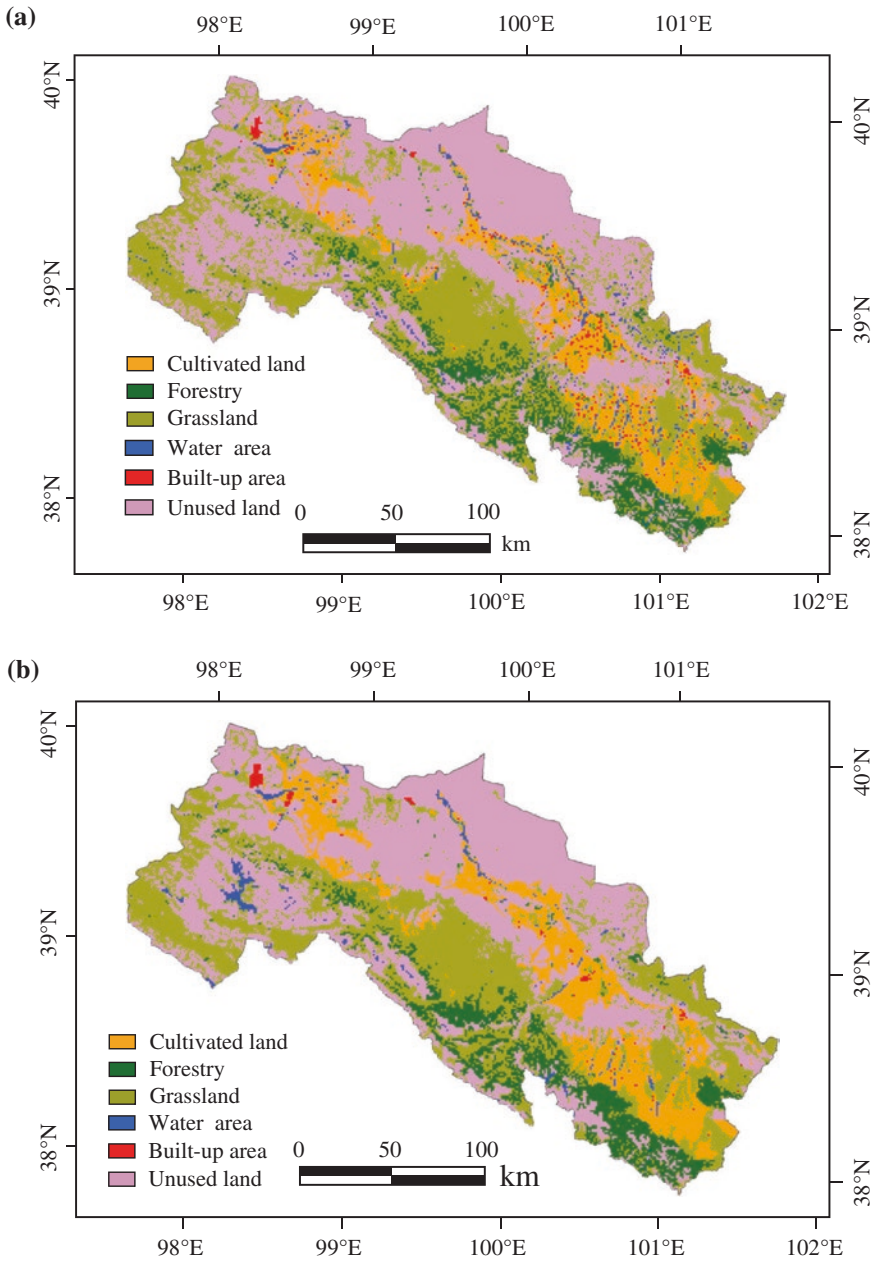 (a)
98°E 99°E 100°E 101°E
40°N
40°N
39°N
39°N
38°N
38°N
Cultivated land
Forestry
Grassland
Water area
Built-up area
Unused land
0 50 100
km
98°E 99°E 100°E 101°E 102°E
(b)
98°E 99°E 100°E 101°E
40°N
40°N
39°N
39°N
38°N
38°N
Cultivated land
Forestry
Grassland
Water area
Built-up area
Unused land
0 50 100
km
98°E 99°E 100°E 101°E 102°E